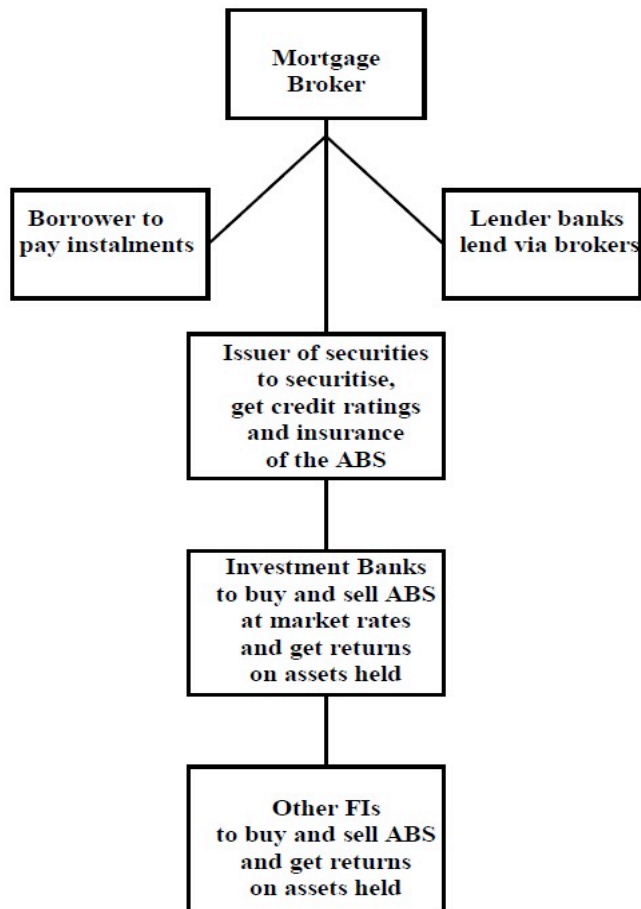 Mortgage
Broker
Borrower to
pay instalments
Lender banks
lend via brokers
Issuer of securities
to securitise,
get credit ratings
and insurance
of the ABS
Investment Banks
to buy and sell ABS
at market rates
and get returns
on assets held
Other FIs
to buy and sell ABS
and get returns
on assets held